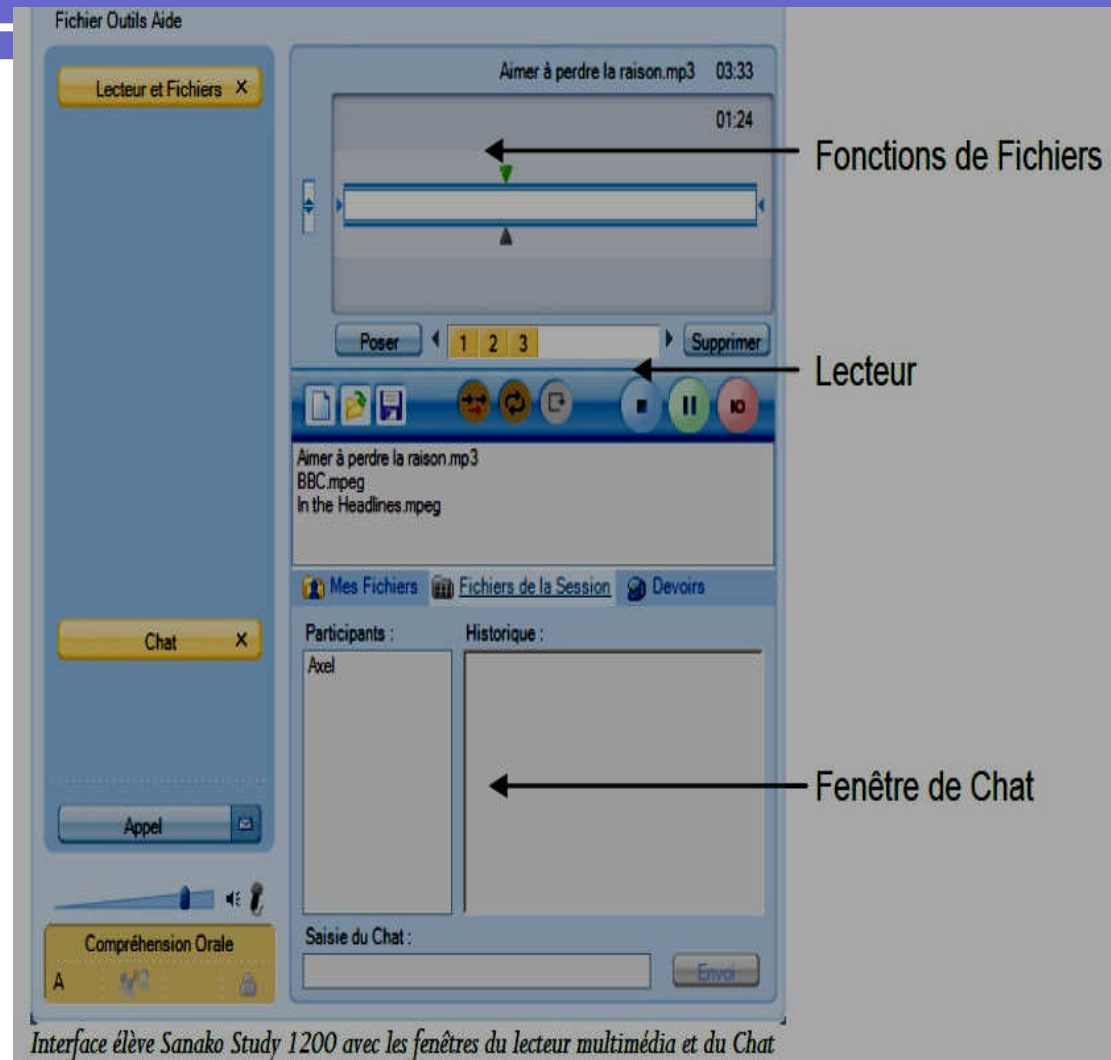 Fichier Outils Aide
Lecteur et Fichiers X
Aimer à perdre la raison.mp3 03:33
01:24
Fonctions de Fichiers
Poser 1 2 3 Supprimer
Lecteur
Aimer à perdre la raison.mp3
BBC.mpeg
In the Headlines.mpeg
Mes Fichiers Fichiers de la Session Devoirs
Chat X
Participants : Historique :
Axel
Fenêtre de Chat
Appel
Compréhension Orale
A
Saisie du Chat :
Envoi
Interface élève Sanako Study 1200 avec les fenêtres du lecteur multimédia et du Chat